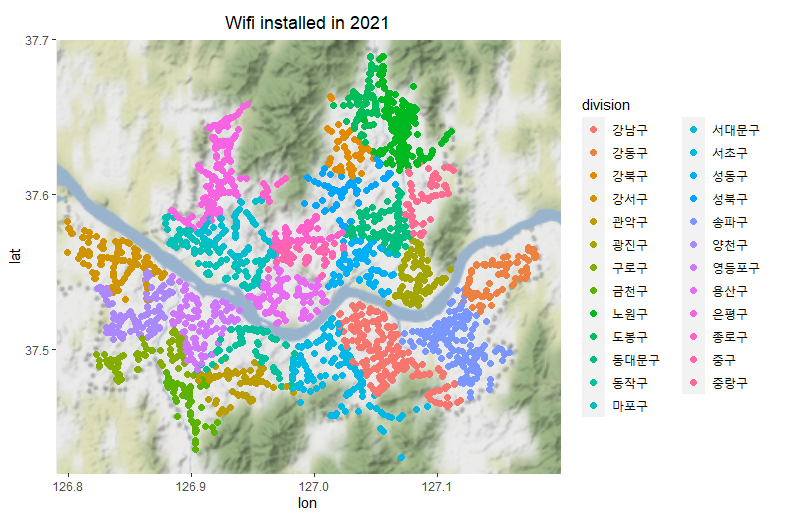 Wifi installed in 2021
37.7
37.6
37.5
lat
126.8
126.9
127.0
127.1
lon
division
강남구
강동구
강북구
강서구
관악구
광진구
구로구
금천구
노원구
도봉구
동대문구
동작구
마포구
서대문구
서초구
성동구
성북구
송파구
양천구
영등포구
용산구
은평구
종로구
중구
중랑구